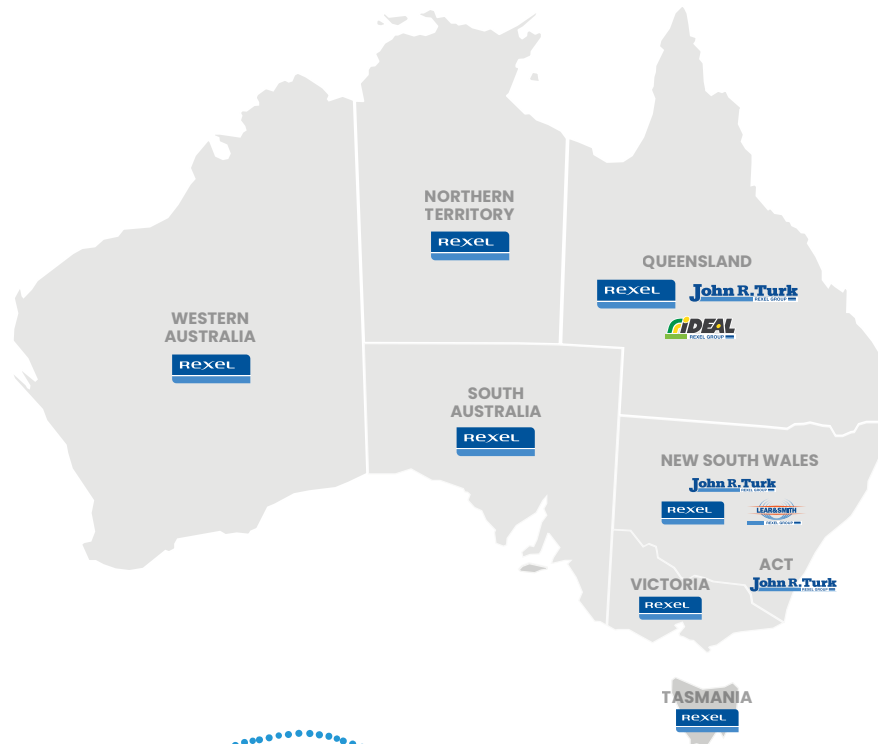 NORTHERN
TERRITORY
REXEL
QUEENSLAND
REXEL
John R.Turk
REXEL GROUP
iDEAL
REXEL GROUP
WESTERN
AUSTRALIA
REXEL
SOUTH
AUSTRALIA
REXEL
NEW SOUTH WALES
John R.Turk
REXEL GROUP
REXEL
LEAR&SMITH
REXEL GROUP
ACT
John R.Turk
REXEL GROUP
VICTORIA
REXEL
TASMANIA
REXEL